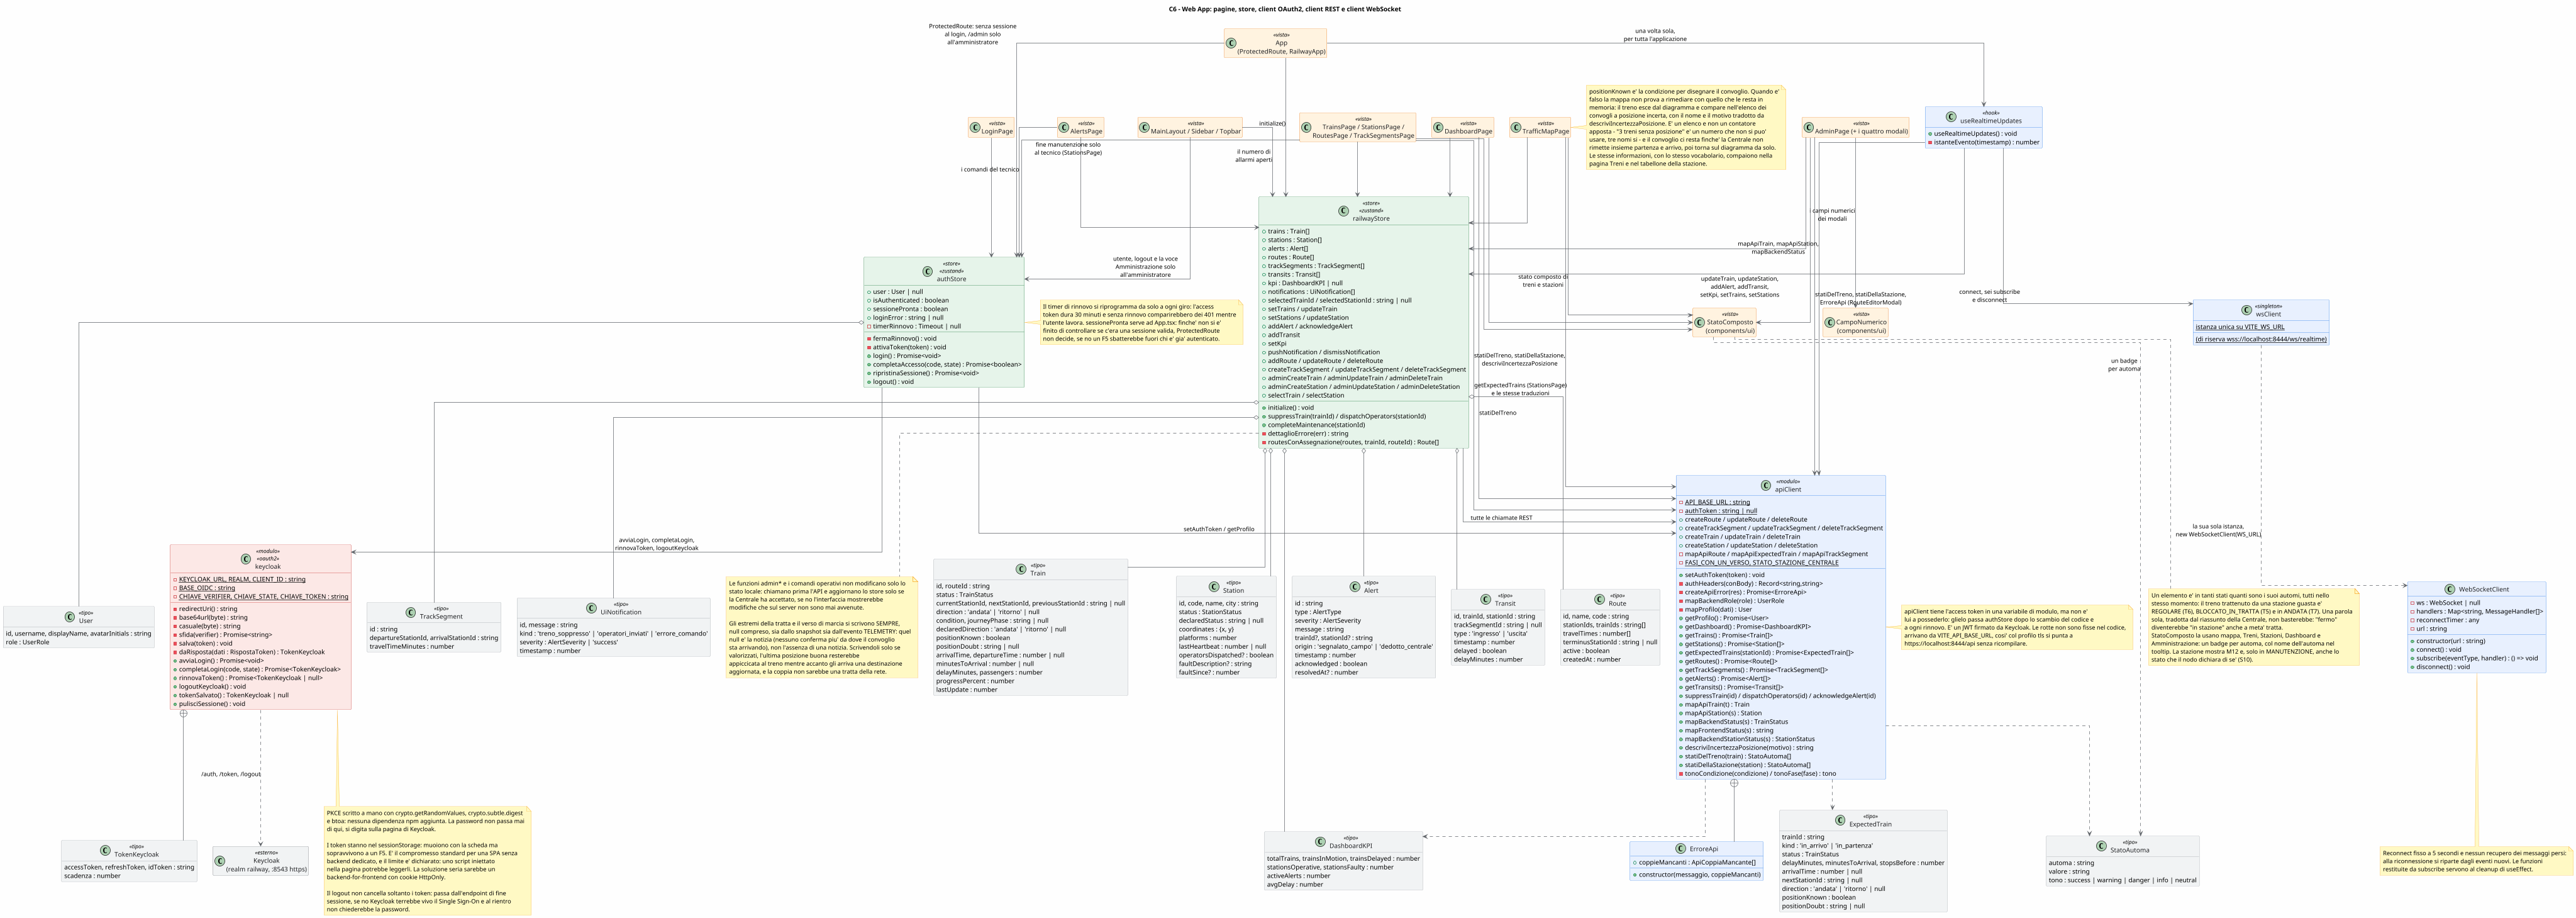 C6 - Web App: pagine, store, client OAuth2, client REST e client WebSocket
ProtectedRoute: senza sessione
al login, /admin solo
all'amministratore
«vista»
App
(ProtectedRoute, RailwayApp)
una volta sola,
per tutta l'applicazione
«vista»
LoginPage
«vista»
AlertsPage
«vista»
MainLayout / Sidebar / Topbar
initialize()
«vista»
TrainsPage / StationsPage /
RoutesPage / TrackSegmentsPage
«vista»
DashboardPage
«vista»
TrafficMapPage
positionKnown e' la condizione per disegnare il convoglio. Quando e'
falso la mappa non prova a rimediare con quello che le resta in
memoria: il treno esce dal diagramma e compare nell'elenco dei
convogli a posizione incerta, con il nome e il motivo tradotto da
descriviIncertezzaPosizione. E' un elenco e non un contatore
apposta - "3 treni senza posizione" e' un numero che non si puo'
usare, tre nomi si - e il convoglio ci resta finche' la Centrale non
rimette insieme partenza e arrivo, poi torna sul diagramma da solo.
Le stesse informazioni, con lo stesso vocabolario, compaiono nella
pagina Treni e nel tabellone della stazione.
«vista»
AdminPage (+ i quattro modali)
«hook»
useRealtimeUpdates
useRealtimeUpdates() : void
istanteEvento(timestamp) : number
i comandi del tecnico
fine manutenzione solo
al tecnico (StationsPage)
il numero di
allarmi aperti
i campi numerici
dei modali
mapApiTrain, mapApiStation,
mapBackendStatus
utente, logout e la voce
Amministrazione solo
all'amministratore
stato composto di
treni e stazioni
updateTrain, updateStation,
addAlert, addTransit,
setKpi, setTrains, setStations
statiDelTreno, statiDellaStazione,
ErroreApi (RouteEditorModal)
connect, sei subscribe
e disconnect
«store»
«zustand»
railwayStore
trains : Train[]
stations : Station[]
alerts : Alert[]
routes : Route[]
trackSegments : TrackSegment[]
transits : Transit[]
kpi : DashboardKPI | null
notifications : UiNotification[]
selectedTrainId / selectedStationId : string | null
setTrains / updateTrain
setStations / updateStation
addAlert / acknowledgeAlert
addTransit
setKpi
pushNotification / dismissNotification
addRoute / updateRoute / deleteRoute
createTrackSegment / updateTrackSegment / deleteTrackSegment
adminCreateTrain / adminUpdateTrain / adminDeleteTrain
adminCreateStation / adminUpdateStation / adminDeleteStation
selectTrain / selectStation
initialize() : void
suppressTrain(trainId) / dispatchOperators(stationId)
completeMaintenance(stationId)
dettaglioErrore(err) : string
routesConAssegnazione(routes, trainId, routeId) : Route[]
«store»
«zustand»
authStore
user : User | null
isAuthenticated : boolean
sessionePronta : boolean
loginError : string | null
timerRinnovo : Timeout | null
fermaRinnovo() : void
attivaToken(token) : void
login() : Promise<void>
completaAccesso(code, state) : Promise<boolean>
ripristinaSessione() : Promise<void>
logout() : void
Il timer di rinnovo si riprogramma da solo a ogni giro: l'access
token dura 30 minuti e senza rinnovo comparirebbero dei 401 mentre
l'utente lavora. sessionePronta serve ad App.tsx: finche' non si e'
finito di controllare se c'era una sessione valida, ProtectedRoute
non decide, se no un F5 sbatterebbe fuori chi e' gia' autenticato.
«vista»
StatoComposto
(components/ui)
«vista»
CampoNumerico
(components/ui)
«singleton»
wsClient
istanza unica su VITE_WS_URL
(di riserva wss://localhost:8444/ws/realtime)
statiDelTreno, statiDellaStazione,
descriviIncertezzaPosizione
un badge
per automa
getExpectedTrains (StationsPage)
e le stesse traduzioni
statiDelTreno
«modulo»
apiClient
API_BASE_URL : string
authToken : string | null
createRoute / updateRoute / deleteRoute
createTrackSegment / updateTrackSegment / deleteTrackSegment
createTrain / updateTrain / deleteTrain
createStation / updateStation / deleteStation
mapApiRoute / mapApiExpectedTrain / mapApiTrackSegment
FASI_CON_UN_VERSO, STATO_STAZIONE_CENTRALE
setAuthToken(token) : void
authHeaders(conBody) : Record<string,string>
createApiError(res) : Promise<ErroreApi>
mapBackendRole(role) : UserRole
mapProfilo(dati) : User
getProfilo() : Promise<User>
getDashboard() : Promise<DashboardKPI>
getTrains() : Promise<Train[]>
getStations() : Promise<Station[]>
getExpectedTrains(stationId) : Promise<ExpectedTrain[]>
getRoutes() : Promise<Route[]>
getTrackSegments() : Promise<TrackSegment[]>
getAlerts() : Promise<Alert[]>
getTransits() : Promise<Transit[]>
suppressTrain(id) / dispatchOperators(id) / acknowledgeAlert(id)
mapApiTrain(t) : Train
mapApiStation(s) : Station
mapBackendStatus(s) : TrainStatus
mapFrontendStatus(s) : string
mapBackendStationStatus(s) : StationStatus
descriviIncertezzaPosizione(motivo) : string
statiDelTreno(train) : StatoAutoma[]
statiDellaStazione(station) : StatoAutoma[]
tonoCondizione(condizione) / tonoFase(fase) : tono
tutte le chiamate REST
setAuthToken / getProfilo
avviaLogin, completaLogin,
rinnovaToken, logoutKeycloak
la sua sola istanza,
new WebSocketClient(WS_URL)
«modulo»
«oauth2»
keycloak
KEYCLOAK_URL, REALM, CLIENT_ID : string
BASE_OIDC : string
CHIAVE_VERIFIER, CHIAVE_STATE, CHIAVE_TOKEN : string
redirectUri() : string
base64url(byte) : string
casuale(byte) : string
sfida(verifier) : Promise<string>
salva(token) : void
daRisposta(dati : RispostaToken) : TokenKeycloak
avviaLogin() : Promise<void>
completaLogin(code, state) : Promise<TokenKeycloak>
rinnovaToken() : Promise<TokenKeycloak | null>
logoutKeycloak() : void
tokenSalvato() : TokenKeycloak | null
pulisciSessione() : void
«tipo»
User
id, username, displayName, avatarInitials : string
role : UserRole
«tipo»
TrackSegment
id : string
departureStationId, arrivalStationId : string
travelTimeMinutes : number
«tipo»
UiNotification
id, message : string
kind : 'treno_soppresso' | 'operatori_inviati' | 'errore_comando'
severity : AlertSeverity | 'success'
timestamp : number
Le funzioni admin* e i comandi operativi non modificano solo lo
stato locale: chiamano prima l'API e aggiornano lo store solo se
la Centrale ha accettato, se no l'interfaccia mostrerebbe
modifiche che sul server non sono mai avvenute.
Gli estremi della tratta e il verso di marcia si scrivono SEMPRE,
null compreso, sia dallo snapshot sia dall'evento TELEMETRY: quel
null e' la notizia (nessuno conferma piu' da dove il convoglio
sta arrivando), non l'assenza di una notizia. Scrivendoli solo se
valorizzati, l'ultima posizione buona resterebbe
appiccicata al treno mentre accanto gli arriva una destinazione
aggiornata, e la coppia non sarebbe una tratta della rete.
«tipo»
Train
id, routeId : string
status : TrainStatus
currentStationId, nextStationId, previousStationId : string | null
direction : 'andata' | 'ritorno' | null
condition, journeyPhase : string | null
declaredDirection : 'andata' | 'ritorno' | null
positionKnown : boolean
positionDoubt : string | null
arrivalTime, departureTime : number | null
minutesToArrival : number | null
delayMinutes, passengers : number
progressPercent : number
lastUpdate : number
«tipo»
Station
id, code, name, city : string
status : StationStatus
declaredStatus : string | null
coordinates : {x, y}
platforms : number
lastHeartbeat : number | null
operatorsDispatched? : boolean
faultDescription? : string
faultSince? : number
«tipo»
Alert
id : string
type : AlertType
severity : AlertSeverity
message : string
trainId?, stationId? : string
origin : 'segnalato_campo' | 'dedotto_centrale'
timestamp : number
acknowledged : boolean
resolvedAt? : number
«tipo»
Transit
id, trainId, stationId : string
trackSegmentId : string | null
type : 'ingresso' | 'uscita'
timestamp : number
delayed : boolean
delayMinutes : number
«tipo»
Route
id, name, code : string
stationIds, trainIds : string[]
travelTimes : number[]
terminusStationId : string | null
active : boolean
createdAt : number
apiClient tiene l'access token in una variabile di modulo, ma non e'
lui a possederlo: glielo passa authStore dopo lo scambio del codice e
a ogni rinnovo. E' un JWT firmato da Keycloak. Le rotte non sono fisse nel codice,
arrivano da VITE_API_BASE_URL, cosi' col profilo tls si punta a
https://localhost:8444/api senza ricompilare.
Un elemento e' in tanti stati quanti sono i suoi automi, tutti nello
stesso momento: il treno trattenuto da una stazione guasta e'
REGOLARE (T6), BLOCCATO_IN_TRATTA (T5) e in ANDATA (T7). Una parola
sola, tradotta dal riassunto della Centrale, non basterebbe: "fermo"
diventerebbe "in stazione" anche a meta' tratta.
StatoComposto la usano mappa, Treni, Stazioni, Dashboard e
Amministrazione: un badge per automa, col nome dell'automa nel
tooltip. La stazione mostra M12 e, solo in MANUTENZIONE, anche lo
stato che il nodo dichiara di se' (S10).
WebSocketClient
ws : WebSocket | null
handlers : Map<string, MessageHandler[]>
reconnectTimer : any
url : string
constructor(url : string)
connect() : void
subscribe(eventType, handler) : () => void
disconnect() : void
/auth, /token, /logout
«tipo»
TokenKeycloak
accessToken, refreshToken, idToken : string
scadenza : number
«esterno»
Keycloak
(realm railway, :8543 https)
PKCE scritto a mano con crypto.getRandomValues, crypto.subtle.digest
e btoa: nessuna dipendenza npm aggiunta. La password non passa mai
di qui, si digita sulla pagina di Keycloak.
I token stanno nel sessionStorage: muoiono con la scheda ma
sopravvivono a un F5. E' il compromesso standard per una SPA senza
backend dedicato, e il limite e' dichiarato: uno script iniettato
nella pagina potrebbe leggerli. La soluzione seria sarebbe un
backend-for-frontend con cookie HttpOnly.
Il logout non cancella soltanto i token: passa dall'endpoint di fine
sessione, se no Keycloak terrebbe vivo il Single Sign-On e al rientro
non chiederebbe la password.
«tipo»
DashboardKPI
totalTrains, trainsInMotion, trainsDelayed : number
stationsOperative, stationsFaulty : number
activeAlerts : number
avgDelay : number
ErroreApi
coppieMancanti : ApiCoppiaMancante[]
constructor(messaggio, coppieMancanti)
«tipo»
ExpectedTrain
trainId : string
kind : 'in_arrivo' | 'in_partenza'
status : TrainStatus
delayMinutes, minutesToArrival, stopsBefore : number
arrivalTime : number | null
nextStationId : string | null
direction : 'andata' | 'ritorno' | null
positionKnown : boolean
positionDoubt : string | null
«tipo»
StatoAutoma
automa : string
valore : string
tono : success | warning | danger | info | neutral
Reconnect fisso a 5 secondi e nessun recupero dei messaggi persi:
alla riconnessione si riparte dagli eventi nuovi. Le funzioni
restituite da subscribe servono al cleanup di useEffect.